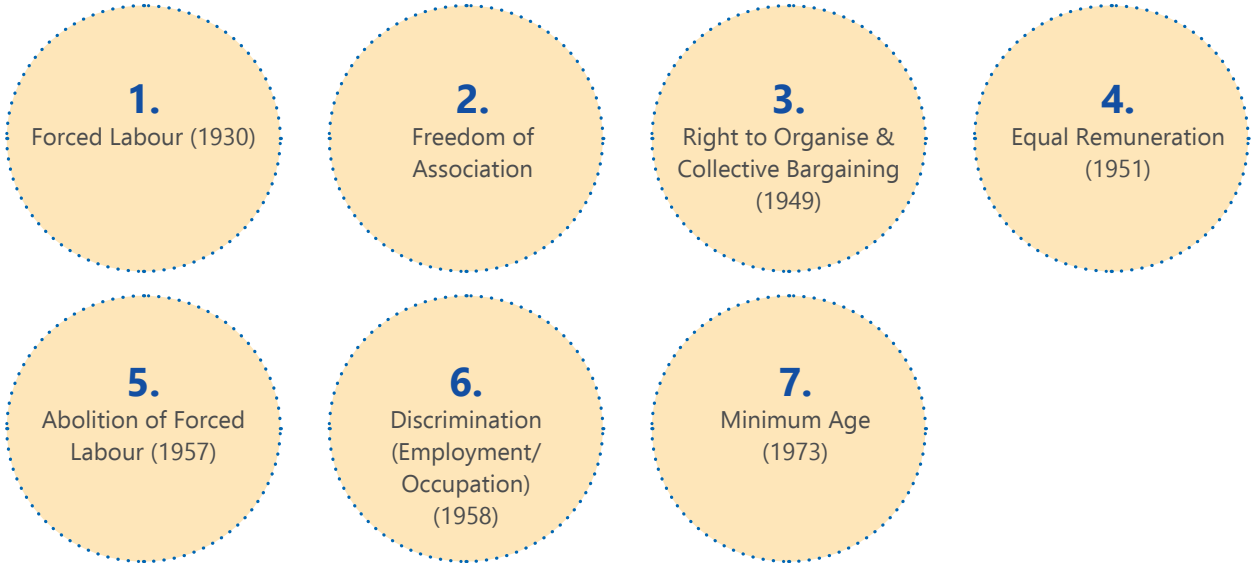 1.
Forced Labour (1930)
2.
Freedom of
Association
3.
Right to Organise &
Collective Bargaining
(1949)
4.
Equal Remuneration
(1951)
5.
Abolition of Forced
Labour (1957)
6.
Discrimination
(Employment/
Occupation)
(1958)
7.
Minimum Age
(1973)